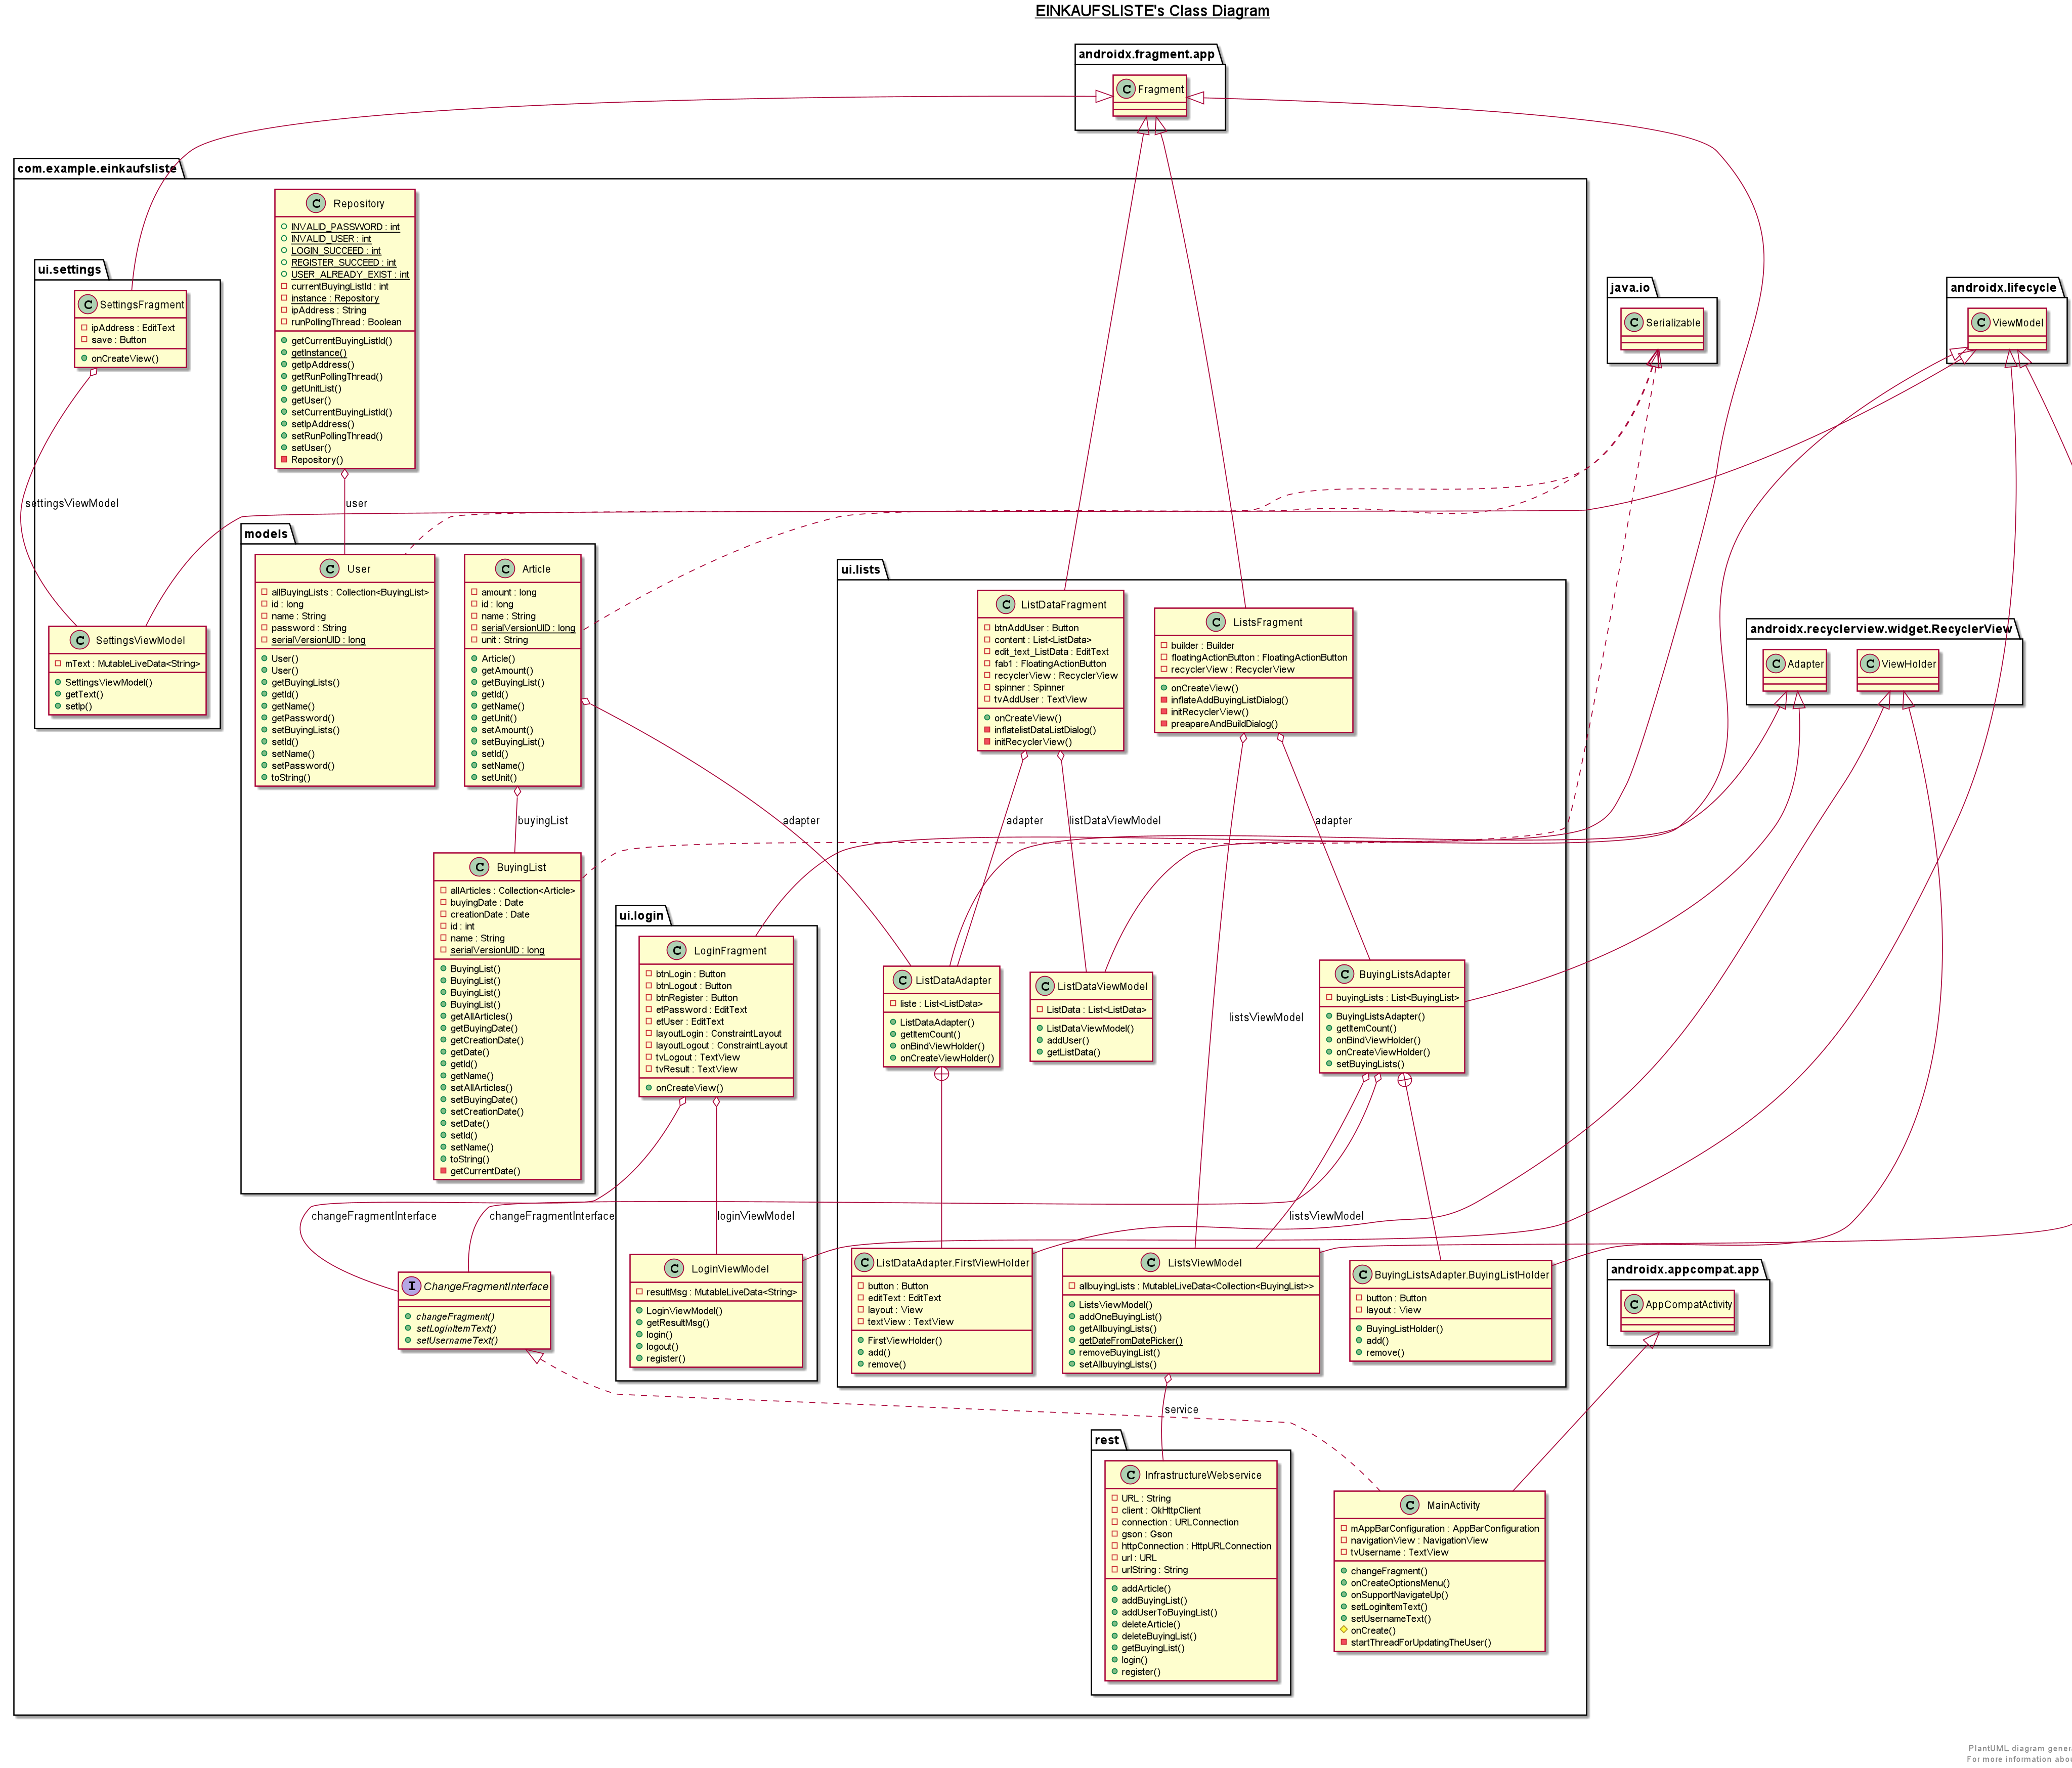 EINKAUFSLISTE's Class Diagram
androidx.fragment.app
C Fragment
com.example.einkaufsliste
C Repository
INVALID_PASSWORD : int
INVALID_USER : int
LOGIN_SUCCEED : int
REGISTER_SUCCEED : int
USER_ALREADY_EXIST : int
currentBuyingListId : int
instance : Repository
ipAddress : String
runPollingThread : Boolean
getCurrentBuyingListId()
getInstance()
getIpAddress()
getRunPollingThread()
getUnitList()
getUser()
setCurrentBuyingListId()
setIpAddress()
setRunPollingThread()
setUser()
Repository()
ui.settings
C SettingsFragment
ipAddress : EditText
save : Button
onCreateView()
java.io
C Serializable
androidx.lifecycle
C ViewModel
settingsViewModel
user
models
C User
allBuyingLists : Collection<BuyingList>
id : long
name : String
password : String
serialVersionUID : long
User()
User()
getBuyingLists()
getId()
getName()
getPassword()
setBuyingLists()
setId()
setName()
setPassword()
toString()
C Article
amount : long
id : long
name : String
serialVersionUID : long
unit : String
Article()
getAmount()
getBuyingList()
getId()
getName()
getUnit()
setAmount()
setBuyingList()
setId()
setName()
setUnit()
C SettingsViewModel
mText : MutableLiveData<String>
SettingsViewModel()
getText()
setIp()
ui.lists
C ListDataFragment
btnAddUser : Button
content : List<ListData>
edit_text_ListData : EditText
fab1 : FloatingActionButton
recyclerView : RecyclerView
spinner : Spinner
tvAddUser : TextView
onCreateView()
inflatelistDataListDialog()
initRecyclerView()
C ListsFragment
builder : Builder
floatingActionButton : FloatingActionButton
recyclerView : RecyclerView
onCreateView()
inflateAddBuyingListDialog()
initRecyclerView()
preapareAndBuildDialog()
androidx.recyclerview.widget.RecyclerView
C Adapter
C ViewHolder
buyingList
adapter
adapter
listDataViewModel
adapter
C BuyingList
allArticles : Collection<Article>
buyingDate : Date
creationDate : Date
id : int
name : String
serialVersionUID : long
BuyingList()
BuyingList()
BuyingList()
BuyingList()
getAllArticles()
getBuyingDate()
getCreationDate()
getDate()
getId()
getName()
setAllArticles()
setBuyingDate()
setCreationDate()
setDate()
setId()
setName()
toString()
getCurrentDate()
ui.login
C LoginFragment
btnLogin : Button
btnLogout : Button
btnRegister : Button
etPassword : EditText
etUser : EditText
layoutLogin : ConstraintLayout
layoutLogout : ConstraintLayout
tvLogout : TextView
tvResult : TextView
onCreateView()
C ListDataAdapter
liste : List<ListData>
ListDataAdapter()
getItemCount()
onBindViewHolder()
onCreateViewHolder()
C ListDataViewModel
ListData : List<ListData>
ListDataViewModel()
addUser()
getListData()
listsViewModel
C BuyingListsAdapter
buyingLists : List<BuyingList>
BuyingListsAdapter()
getItemCount()
onBindViewHolder()
onCreateViewHolder()
setBuyingLists()
changeFragmentInterface
changeFragmentInterface
loginViewModel
listsViewModel
I ChangeFragmentInterface
changeFragment()
setLoginItemText()
setUsernameText()
C LoginViewModel
resultMsg : MutableLiveData<String>
LoginViewModel()
getResultMsg()
login()
logout()
register()
C ListDataAdapter.FirstViewHolder
button : Button
editText : EditText
layout : View
textView : TextView
FirstViewHolder()
add()
remove()
C ListsViewModel
allbuyingLists : MutableLiveData<Collection<BuyingList>>
ListsViewModel()
addOneBuyingList()
getAllbuyingLists()
getDateFromDatePicker()
removeBuyingList()
setAllbuyingLists()
C BuyingListsAdapter.BuyingListHolder
button : Button
layout : View
BuyingListHolder()
add()
remove()
androidx.appcompat.app
C AppCompatActivity
service
rest
C InfrastructureWebservice
URL : String
client : OkHttpClient
connection : URLConnection
gson : Gson
httpConnection : HttpURLConnection
url : URL
urlString : String
addArticle()
addBuyingList()
addUserToBuyingList()
deleteArticle()
deleteBuyingList()
getBuyingList()
login()
register()
C MainActivity
mAppBarConfiguration : AppBarConfiguration
navigationView : NavigationView
tvUsername : TextView
changeFragment()
onCreateOptionsMenu()
onSupportNavigateUp()
setLoginItemText()
setUsernameText()
onCreate()
startThreadForUpdatingTheUser()
PlantUML diagram gener
For more information abou